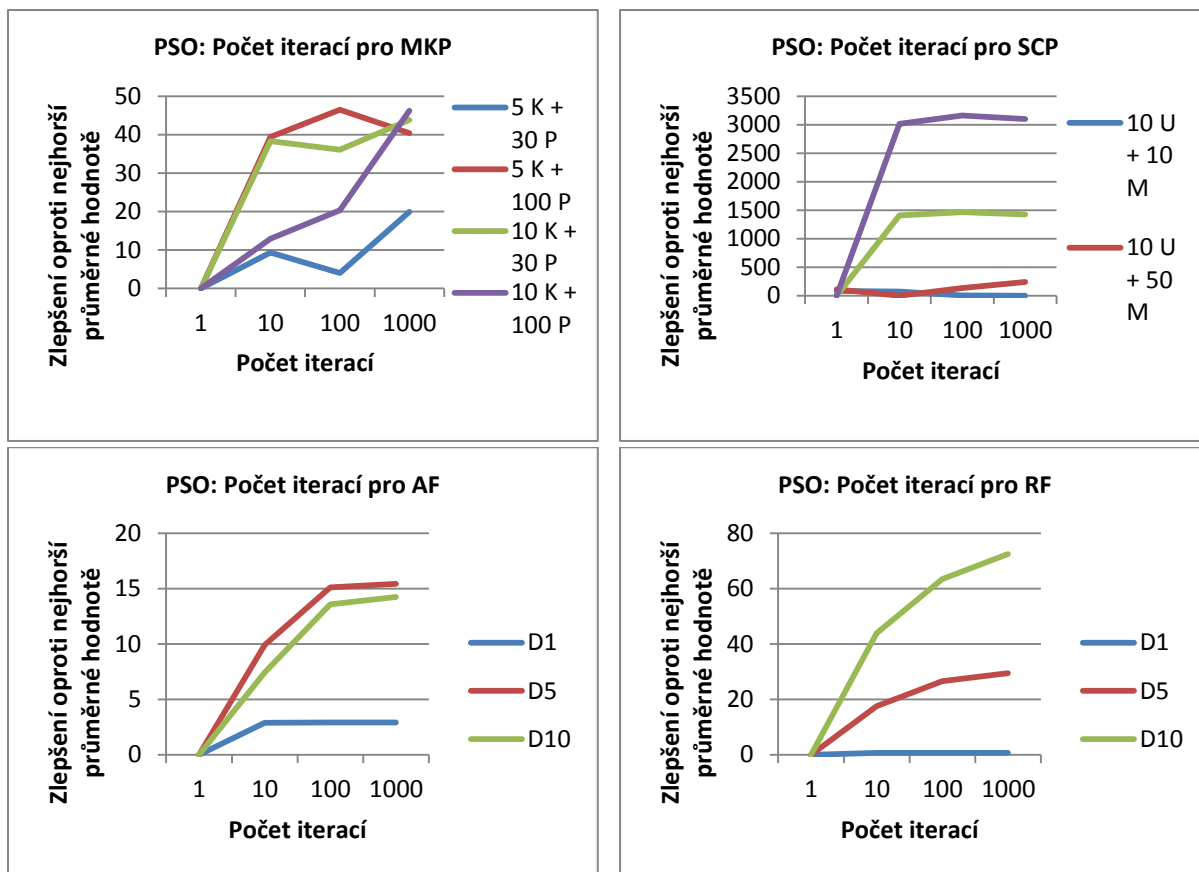 PSO: Počet iterací pro MKP
Zlepšení oproti nejhorší
průměrné hodnotě
50
40
30
20
10
0
1 10 100 1000
Počet iterací
5 K +
30 P
5 K +
100 P
10 K +
30 P
10 K +
100 P
PSO: Počet iterací pro SCP
Zlepšení oproti nejhorší
průměrné hodnotě
3500
3000
2500
2000
1500
1000
500
0
1 10 100 1000
Počet iterací
10 U
+ 10
M
10 U
+ 50
M
PSO: Počet iterací pro AF
Zlepšení oproti nejhorší
průměrné hodnotě
20
15
10
5
0
1 10 100 1000
Počet iterací
D1
D5
D10
PSO: Počet iterací pro RF
Zlepšení oproti nejhorší
průměrné hodnotě
80
60
40
20
0
1 10 100 1000
Počet iterací
D1
D5
D10